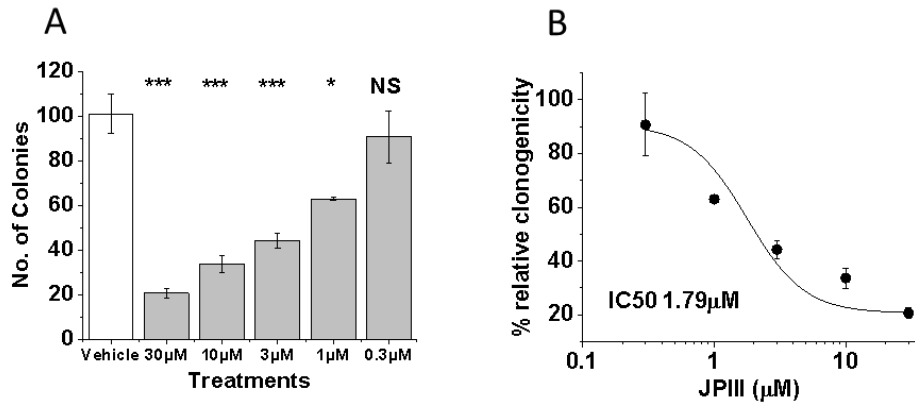 A
No. of Colonies
120
100
80
60
40
20
0
*** *** *** * NS
Vehicle 30µM 10µM 3µM 1µM 0.3µM
Treatments
B
% relative clonogenicity
100
80
60
40
20
IC50 1.79µM
0.1 1 10
JPIII (µM)